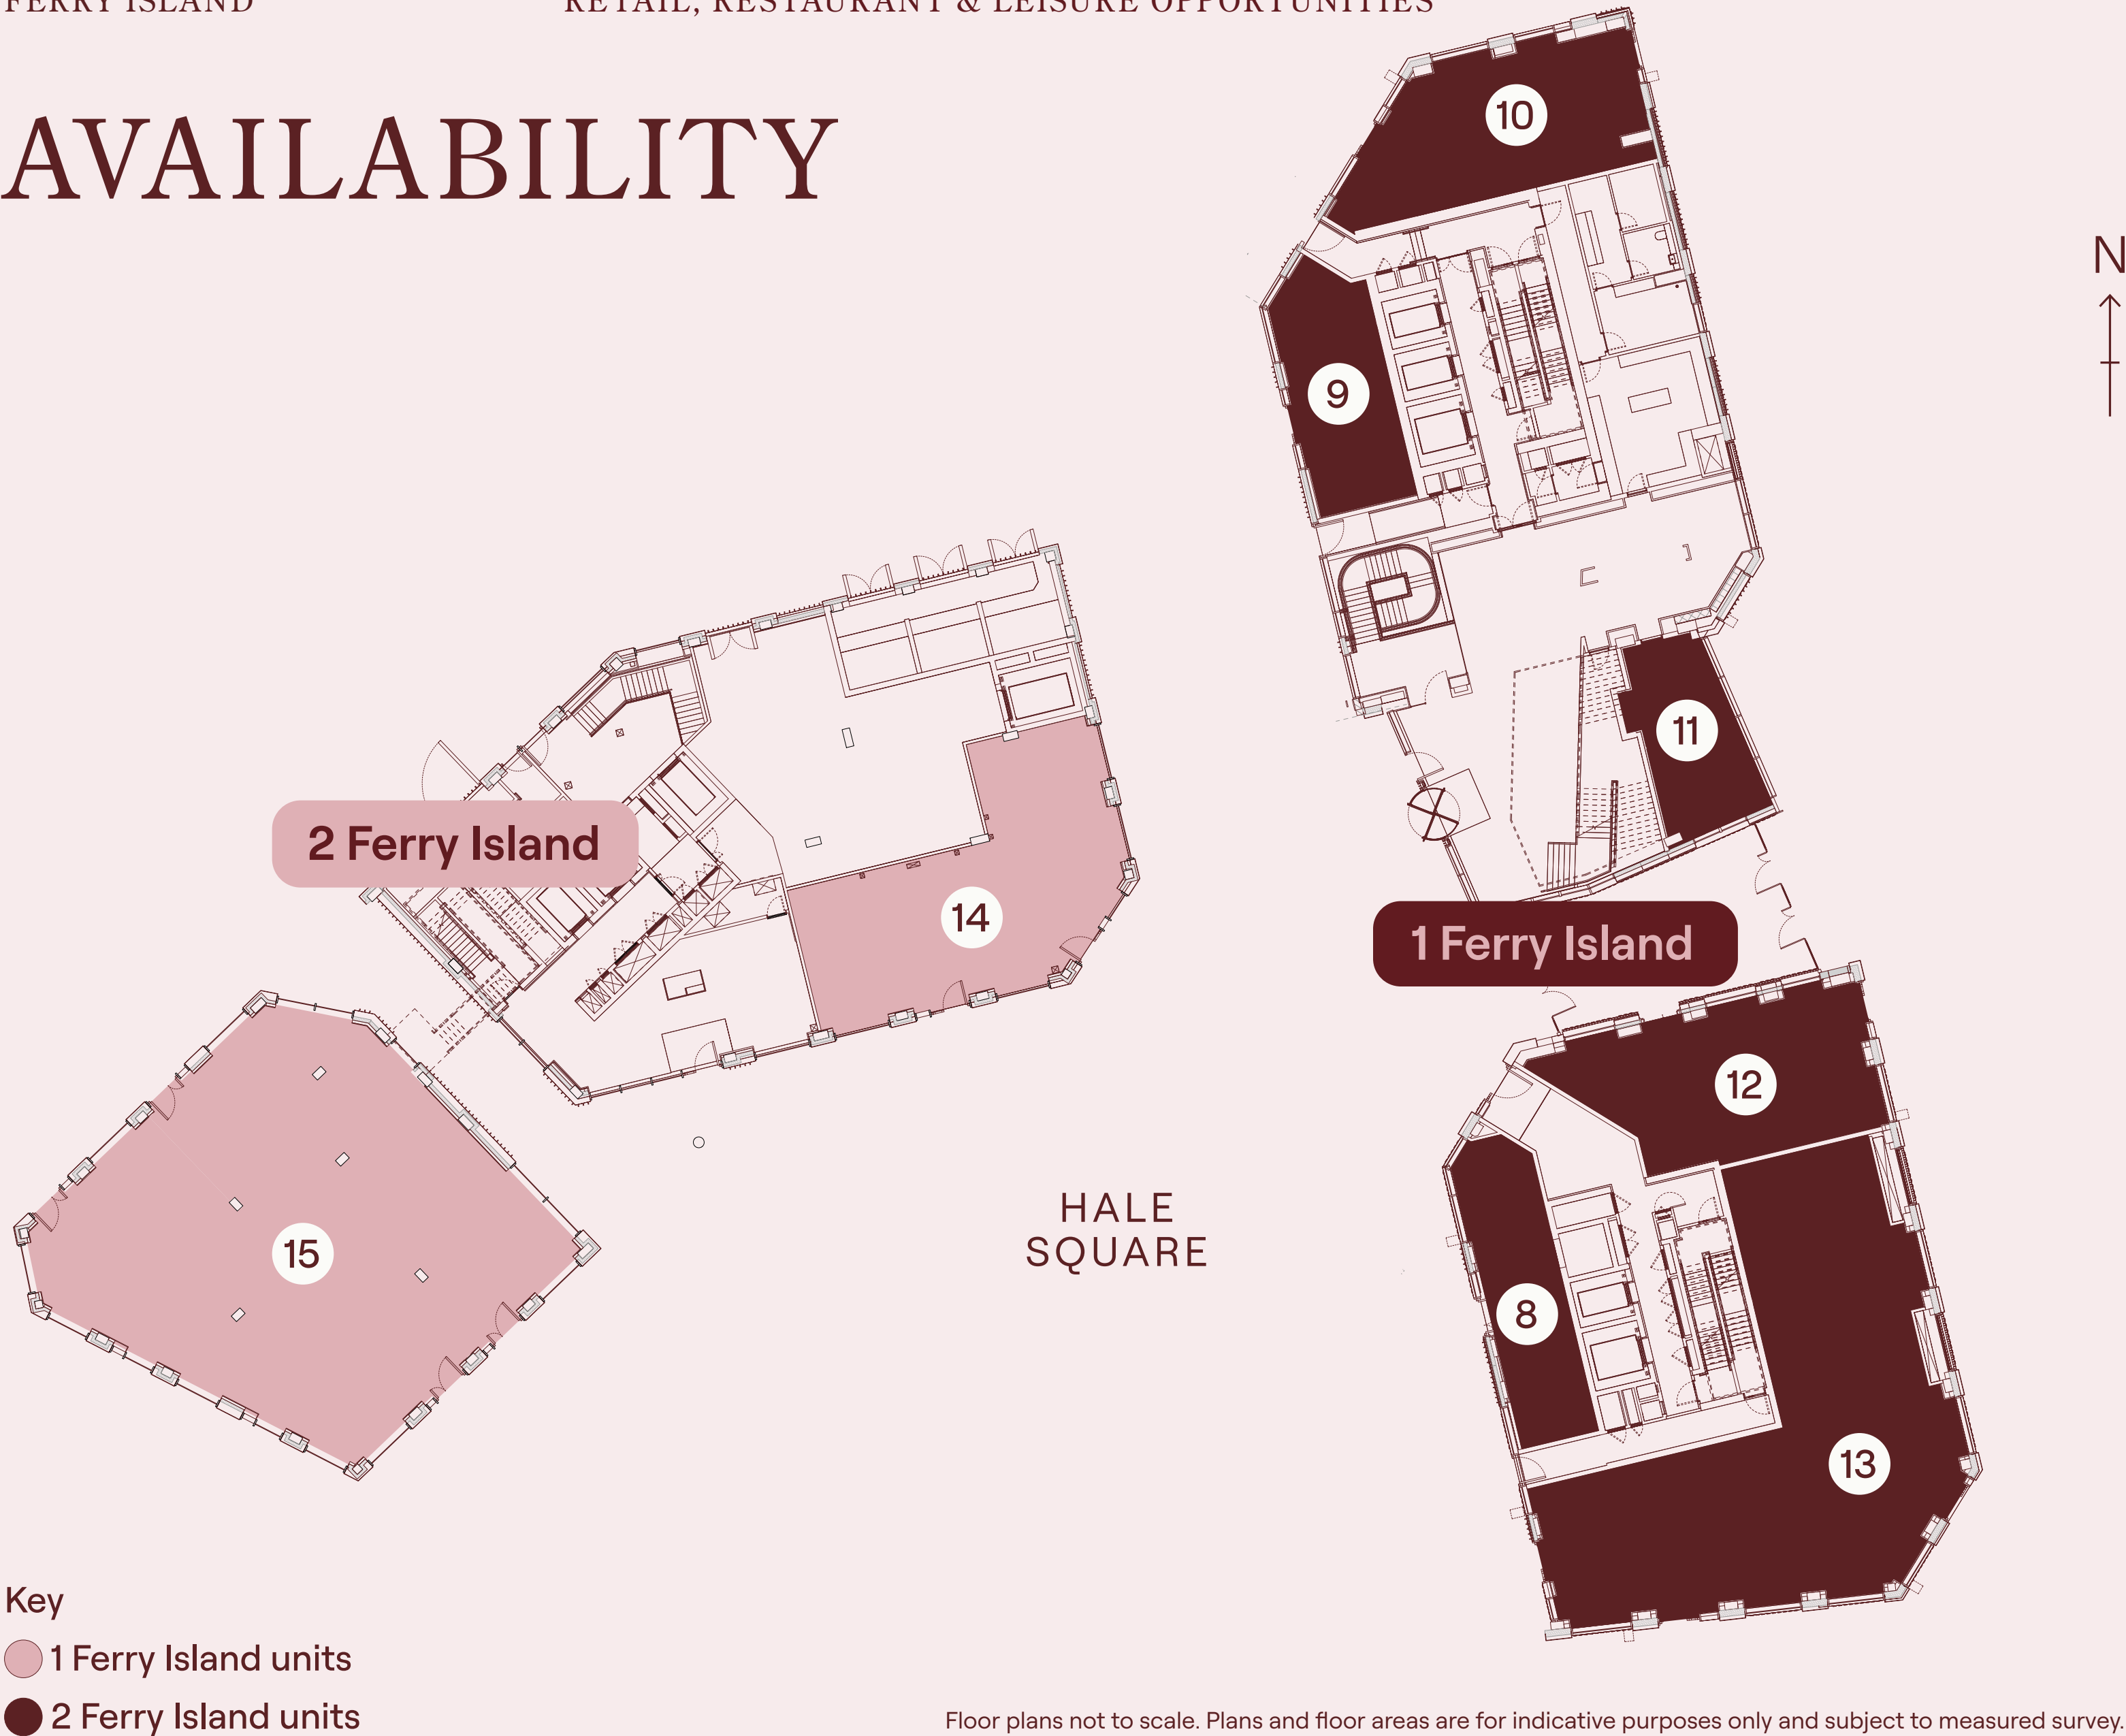 FERRY ISLAND
RETAIL, RESTAURANT & LEISURE OPPORTUNITIES
AVAILABILITY
10
N
9
11
2 Ferry Island
14
1 Ferry Island
12
HALE
SQUARE
15
8
13
Key
1 Ferry Island units
2 Ferry Island units
Floor plans not to scale. Plans and floor areas are for indicative purposes only and subject to measured survey.